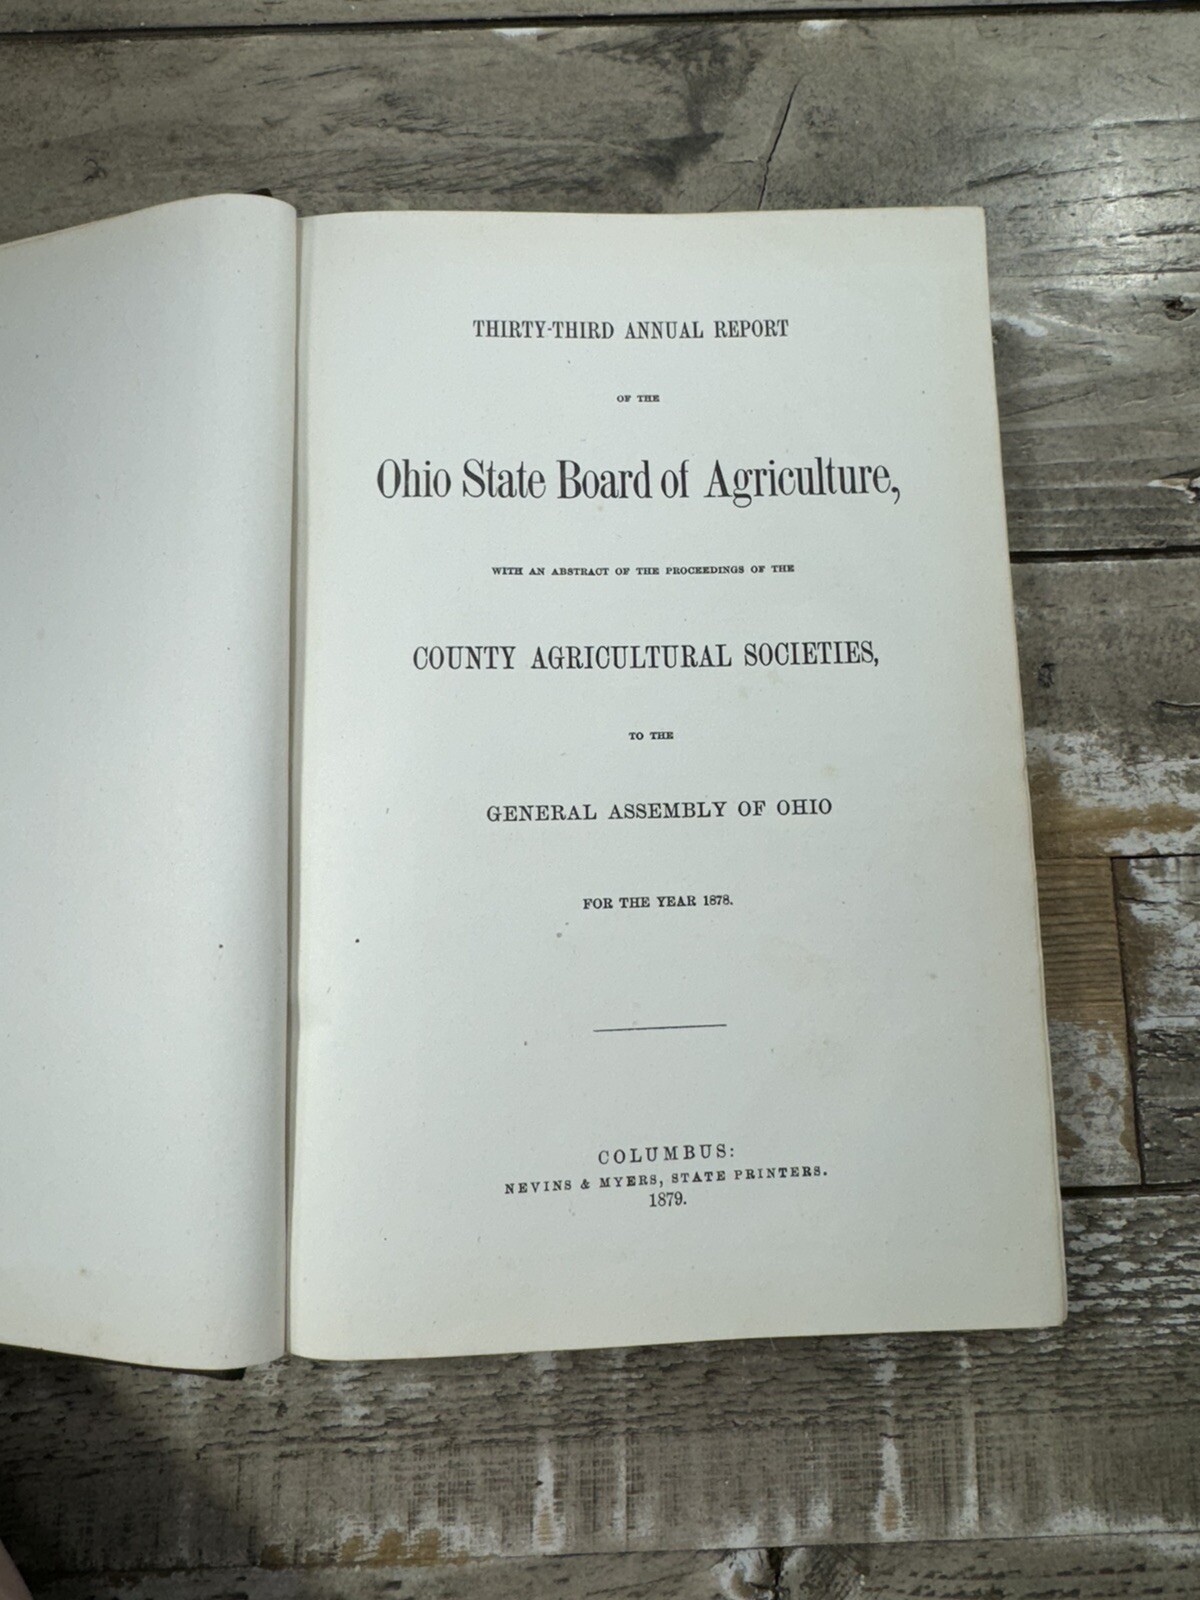 THIRTY-THIRD ANNUAL REPORT
OF THE
Ohio State Board of Agriculture,
WITH AN ABSTRACT OF THE PROCEEDINGS OF THE
COUNTY AGRICULTURAL SOCIETIES,
TO THE
GENERAL ASSEMBLY OF OHIO
FOR THE YEAR 1878.
COLUMBUS:
NEVINS & MYERS, STATE PRINTERS.
1879.